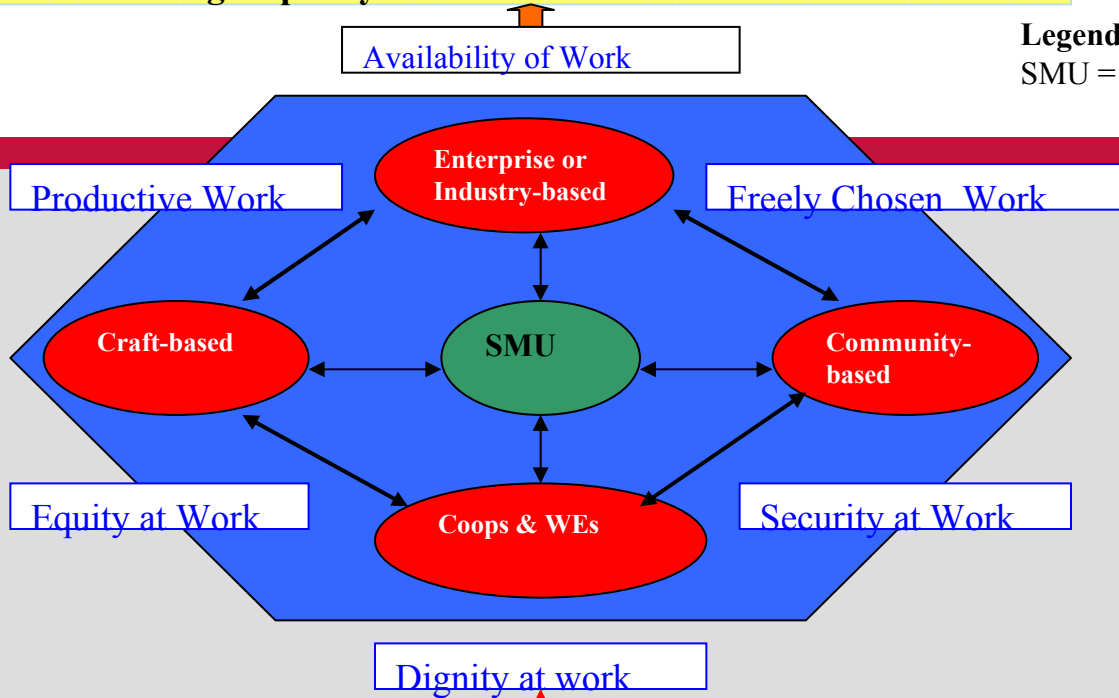 Availability of Work
Legend
SMU =
Productive Work
Enterprise or
Industry-based
Freely Chosen Work
Craft-based
SMU
Community-
based
Equity at Work
Coops & WEs
Security at Work
Dignity at work